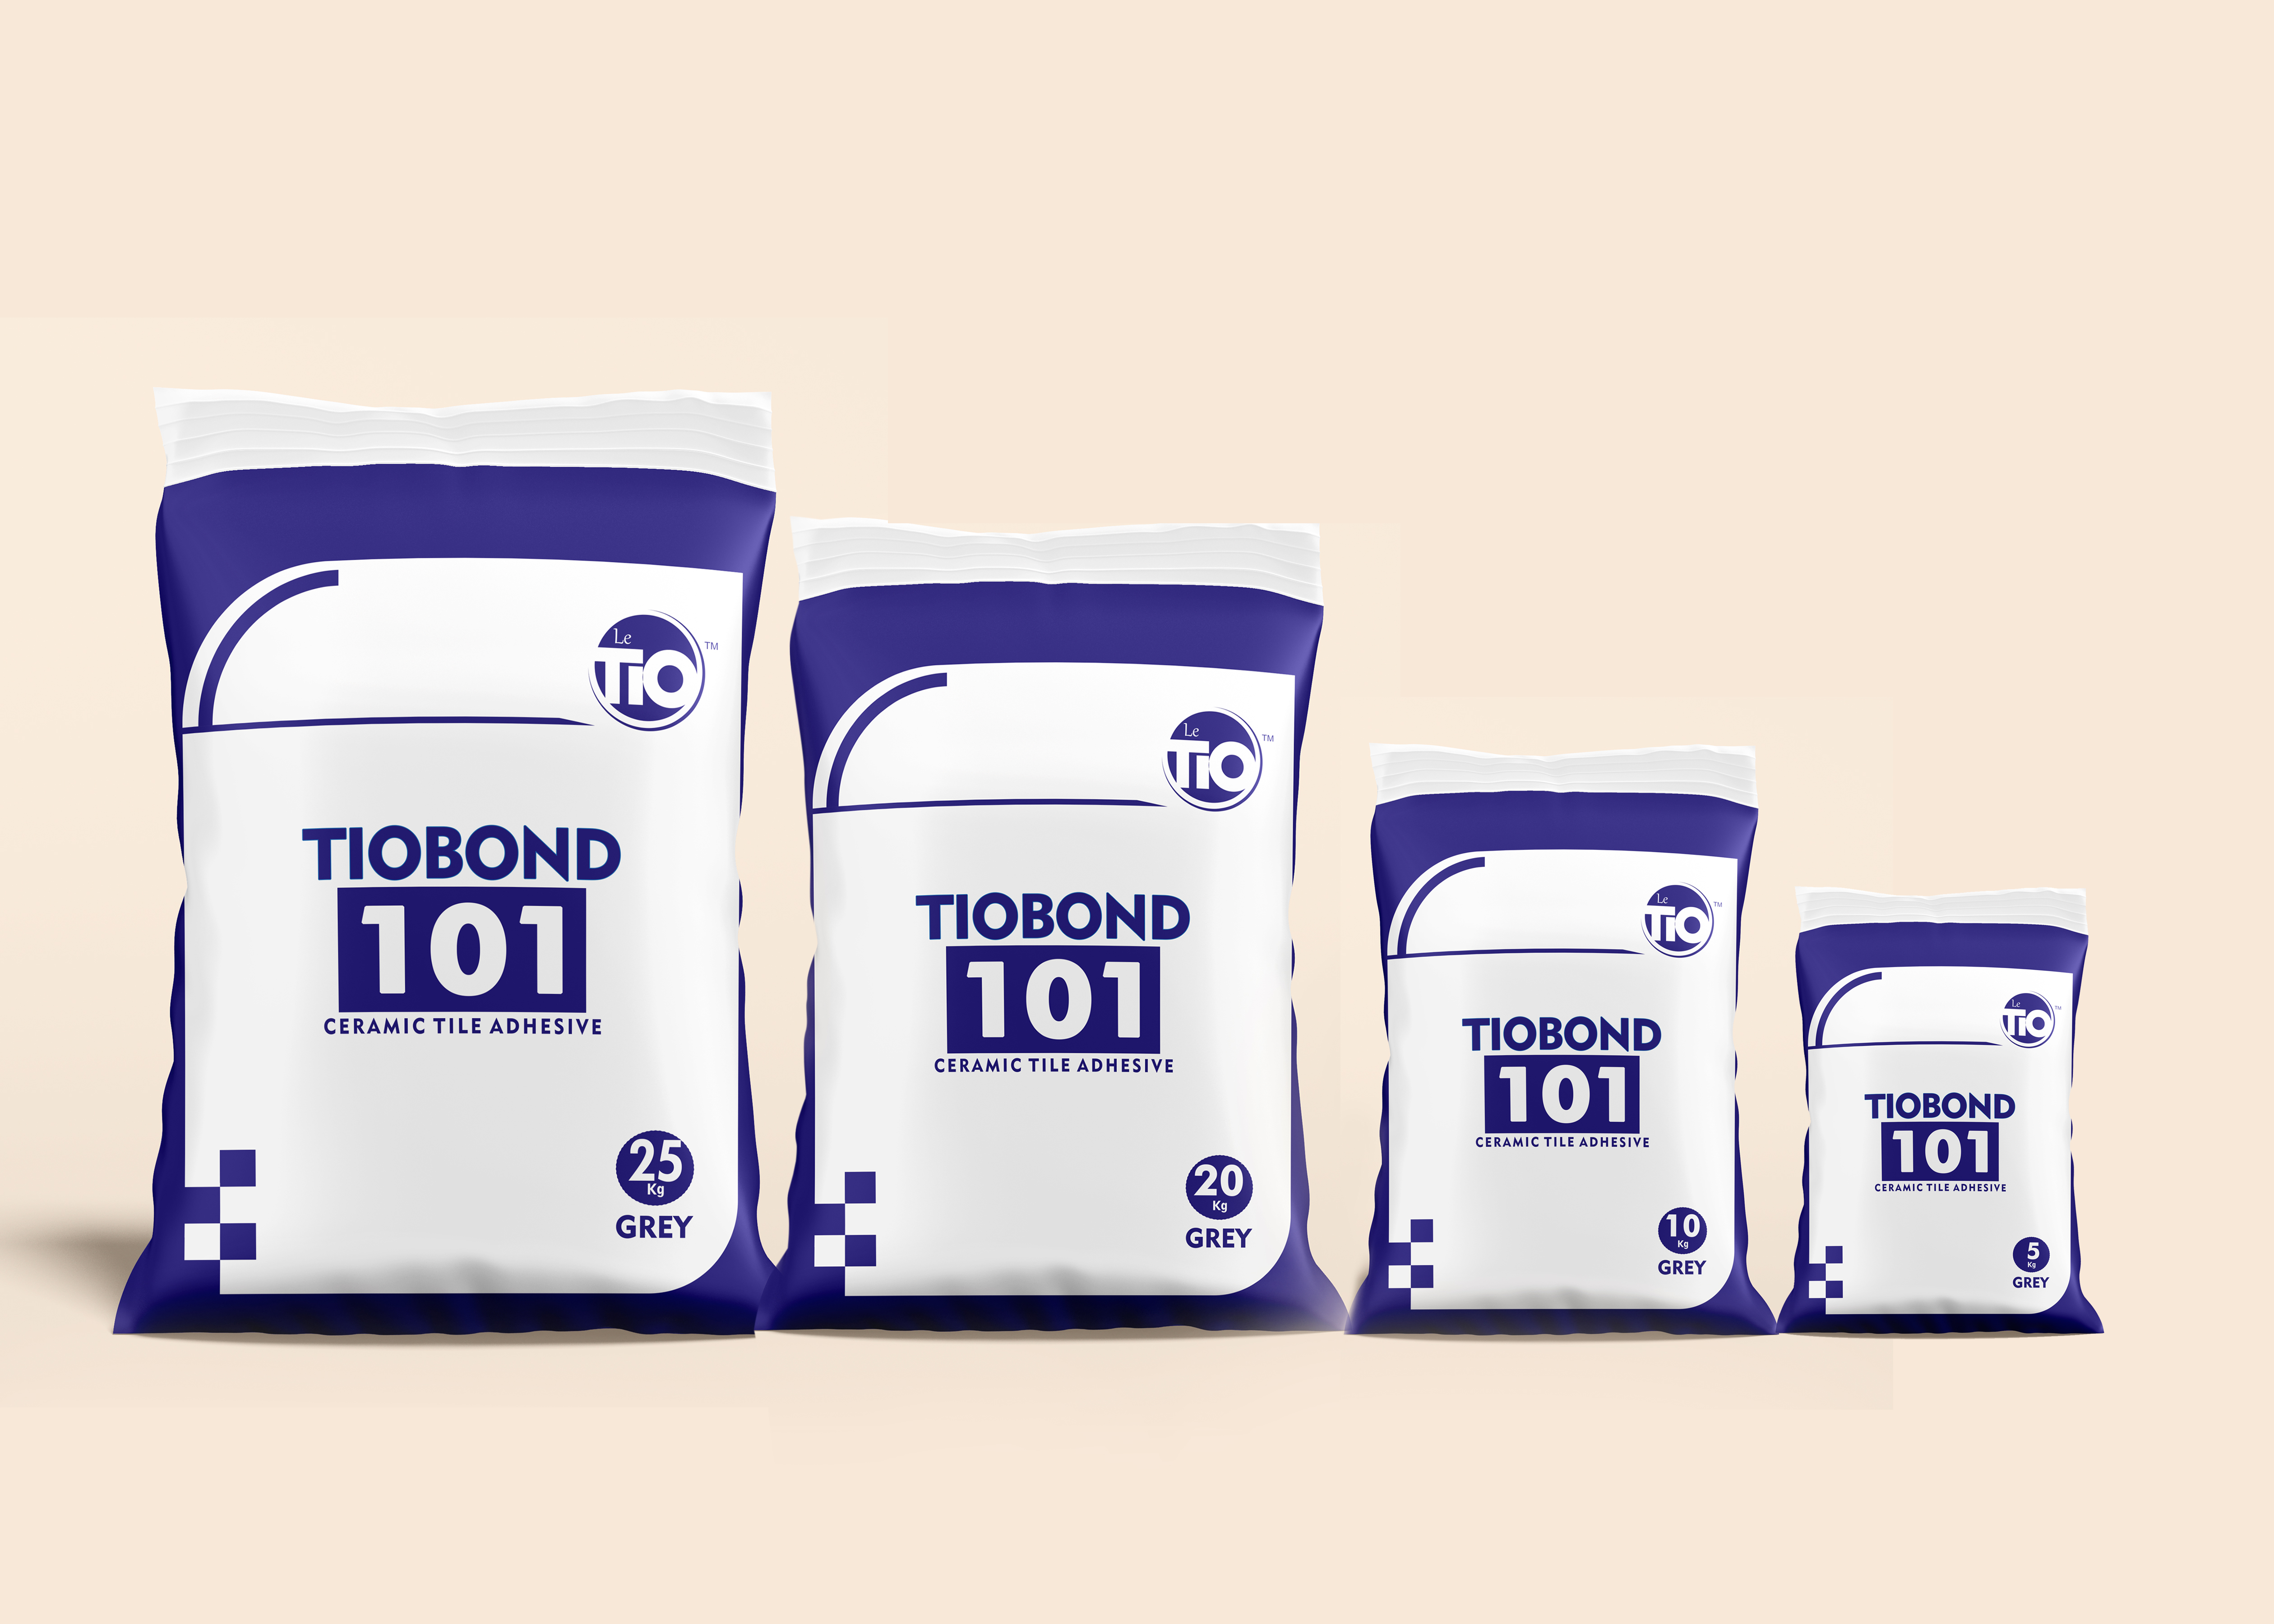 Le
TiO
TM
TIOBOND
101
CERAMIC TILE ADHESIVE
25
Kg
GREY
Le
TiO
TM
TIOBOND
101
CERAMIC TILE ADHESIVE
20
Kg
GREY
Le
TiO
TM
TIOBOND
101
CERAMIC TILE ADHESIVE
10
Kg
GREY
Le
TiO
TM
TIOBOND
101
CERAMIC TILE ADHESIVE
5
Kg
GREY